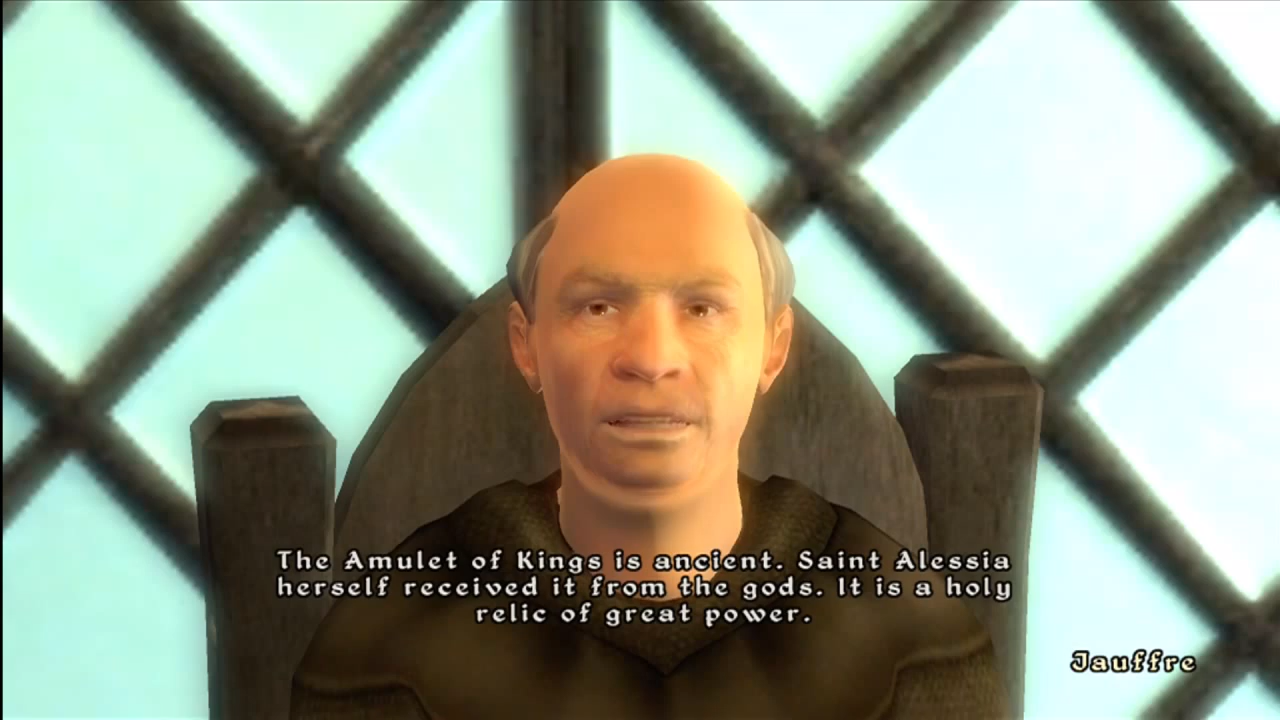 The Amulet of Kings is ancient. Saint Alessia
herself received it from the gods. It is a holy
relic of great power.
Jauffre